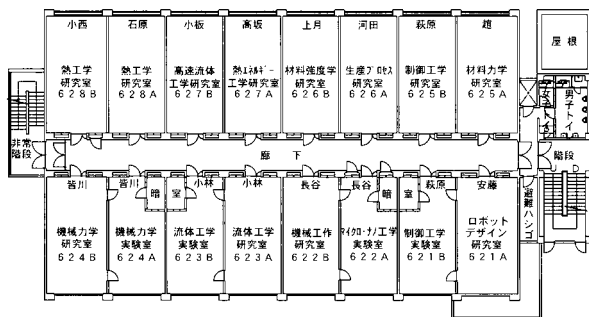 小西
熱工学
研究室
628B
石原
熱工学
研究室
628A
小板
高速流体
工学研究室
627B
高坂
熱エネルギー
工学研究室
627A
上月
材料強度学
研究室
626B
河田
生産プロセス
研究室
626A
萩原
制御工学
研究室
625B
趙
材料力学
研究室
625A
屋根
女子トイレ
男子トイレ
非常
階段
廊下
階段
皆川
機械力学
研究室
624B
皆川
機械力学
実験室
624A
暗室
小林
流体工学
実験室
623B
小林
流体工学
研究室
623A
長谷
機械工作
研究室
622B
長谷
マイクロ・ナノ工学
実験室
622A
暗室
萩原
制御工学
実験室
621B
安藤
ロボット
デザイン
研究室
621A
避難ハシゴ